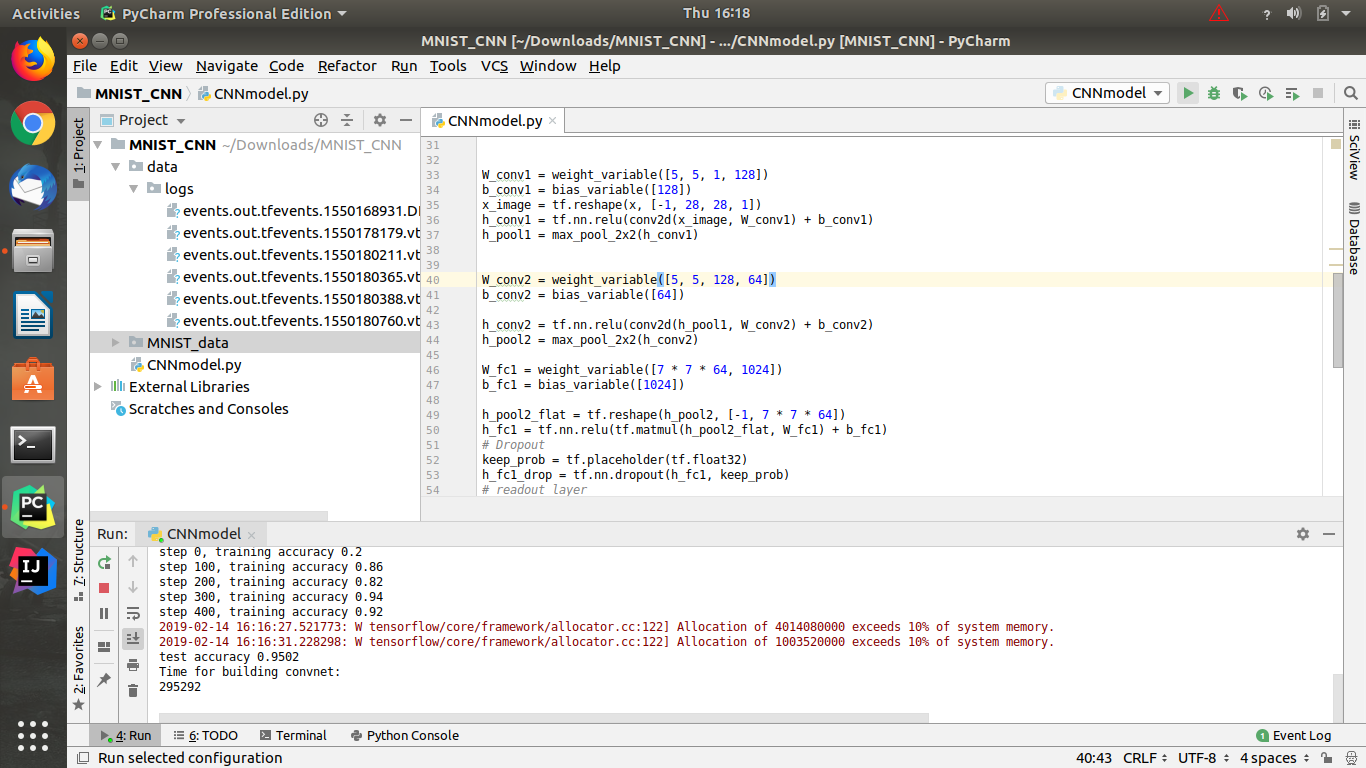 Activities PyCharm Professional Edition Thu 16:18 ?
MNIST_CNN [~/Downloads/MNIST_CNN] - .../CNNmodel.py [MNIST_CNN] - PyCharm
File Edit View Navigate Code Refactor Run Tools VCS Window Help
MNIST_CNN CNNmodel.py CNNmodel
Project
CNNmodel.py
1: Project
7: Structure
2: Favorites
MNIST_CNN ~/Downloads/MNIST_CNN
data
logs
events.out.tfevents.1550168931.D
events.out.tfevents.1550178179.vt
events.out.tfevents.1550180211.vt
events.out.tfevents.1550180365.vt
events.out.tfevents.1550180388.vt
events.out.tfevents.1550180760.vt
MNIST_data
CNNmodel.py
External Libraries
Scratches and Consoles
31
32
33 W_conv1 = weight_variable([5, 5, 1, 128])
34 b_conv1 = bias_variable([128])
35 x_image = tf.reshape(x, [-1, 28, 28, 1])
36 h_conv1 = tf.nn.relu(conv2d(x_image, W_conv1) + b_conv1)
37 h_pool1 = max_pool_2x2(h_conv1)
38
39
40 W_conv2 = weight_variable([5, 5, 128, 64])
41 b_conv2 = bias_variable([64])
42
43 h_conv2 = tf.nn.relu(conv2d(h_pool1, W_conv2) + b_conv2)
44 h_pool2 = max_pool_2x2(h_conv2)
45
46 W_fc1 = weight_variable([7 * 7 * 64, 1024])
47 b_fc1 = bias_variable([1024])
48
49 h_pool2_flat = tf.reshape(h_pool2, [-1, 7 * 7 * 64])
50 h_fc1 = tf.nn.relu(tf.matmul(h_pool2_flat, W_fc1) + b_fc1)
51 # Dropout
52 keep_prob = tf.placeholder(tf.float32)
53 h_fc1_drop = tf.nn.dropout(h_fc1, keep_prob)
54 # readout layer
SciView
Database
Run: CNNmodel
step 0, training accuracy 0.2
step 100, training accuracy 0.86
step 200, training accuracy 0.82
step 300, training accuracy 0.94
step 400, training accuracy 0.92
2019-02-14 16:16:27.521773: W tensorflow/core/framework/allocator.cc:122] Allocation of 4014080000 exceeds 10% of system memory.
2019-02-14 16:16:31.228298: W tensorflow/core/framework/allocator.cc:122] Allocation of 1003520000 exceeds 10% of system memory.
test accuracy 0.9502
Time for building convnet:
295292
4: Run 6: TODO Terminal Python Console 1 Event Log
Run selected configuration 40:43 CRLF UTF-8 4 spaces
PC
IJ